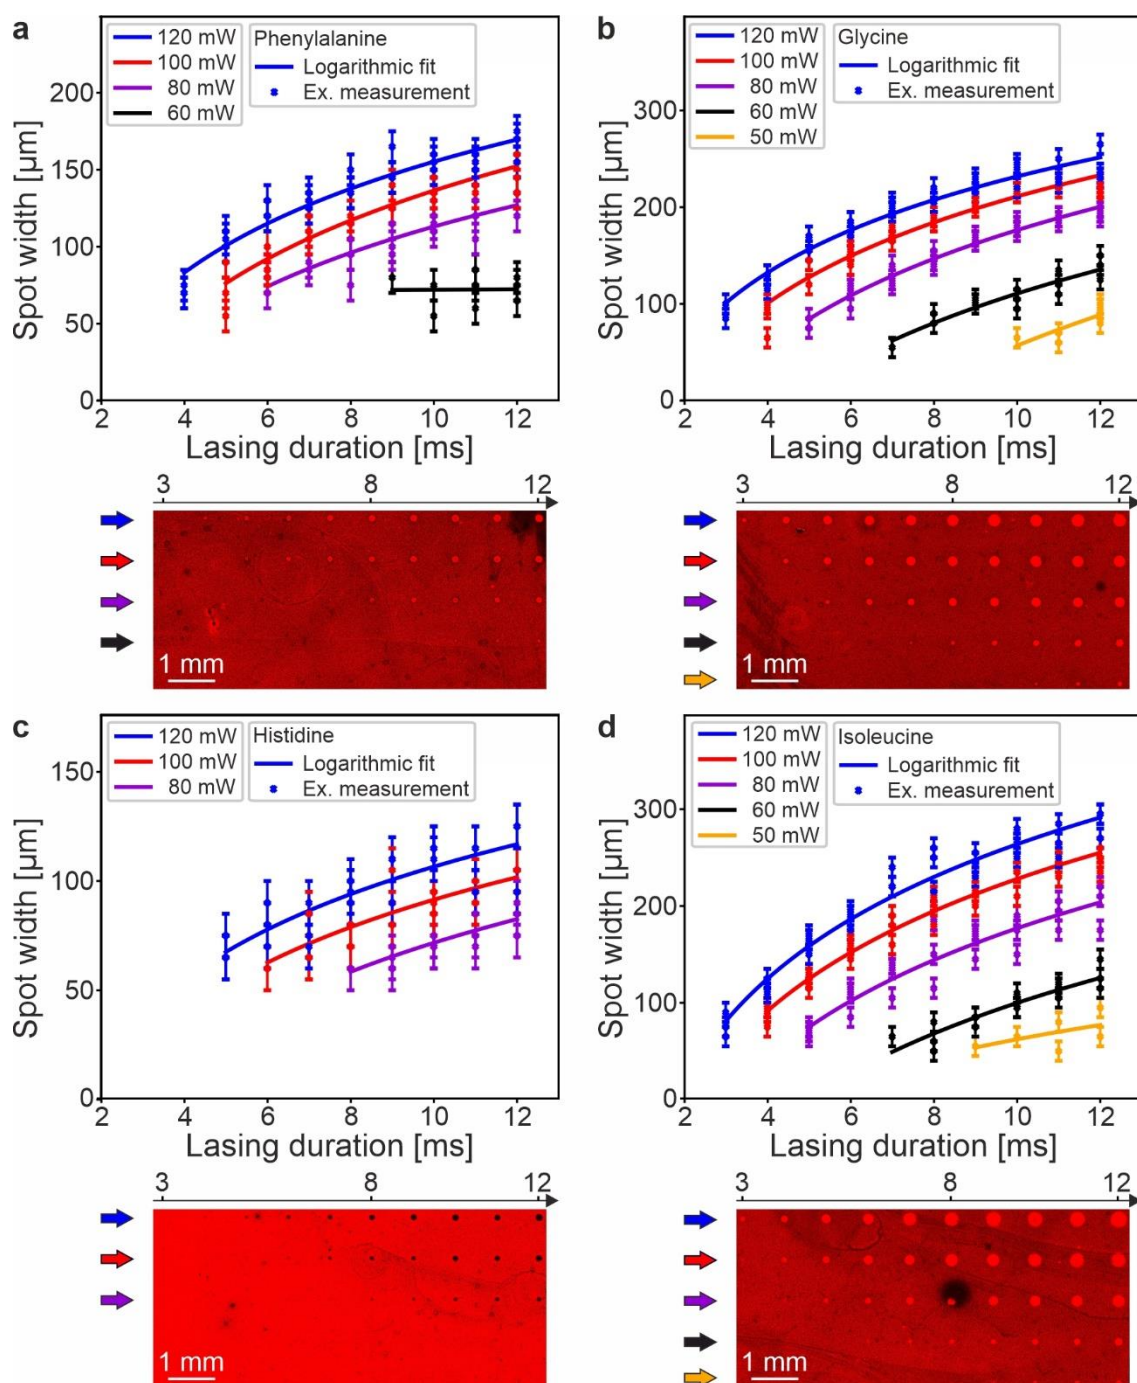 a
120 mW
100 mW
80 mW
60 mW
Phenylalanine
Logarithmic fit
Ex. measurement
Spot width [µm]
200
150
100
50
0
2 4 6 8 10 12
Lasing duration [ms]
3 8 12
1 mm
b
120 mW
100 mW
80 mW
60 mW
50 mW
Glycine
Logarithmic fit
Ex. measurement
Spot width [µm]
300
200
100
0
2 4 6 8 10 12
Lasing duration [ms]
3 8 12
1 mm
c
120 mW
100 mW
80 mW
Histidine
Logarithmic fit
Ex. measurement
Spot width [µm]
150
100
50
0
2 4 6 8 10 12
Lasing duration [ms]
3 8 12
1 mm
d
120 mW
100 mW
80 mW
60 mW
50 mW
Isoleucine
Logarithmic fit
Ex. measurement
Spot width [µm]
300
200
100
0
2 4 6 8 10 12
Lasing duration [ms]
3 8 12
1 mm